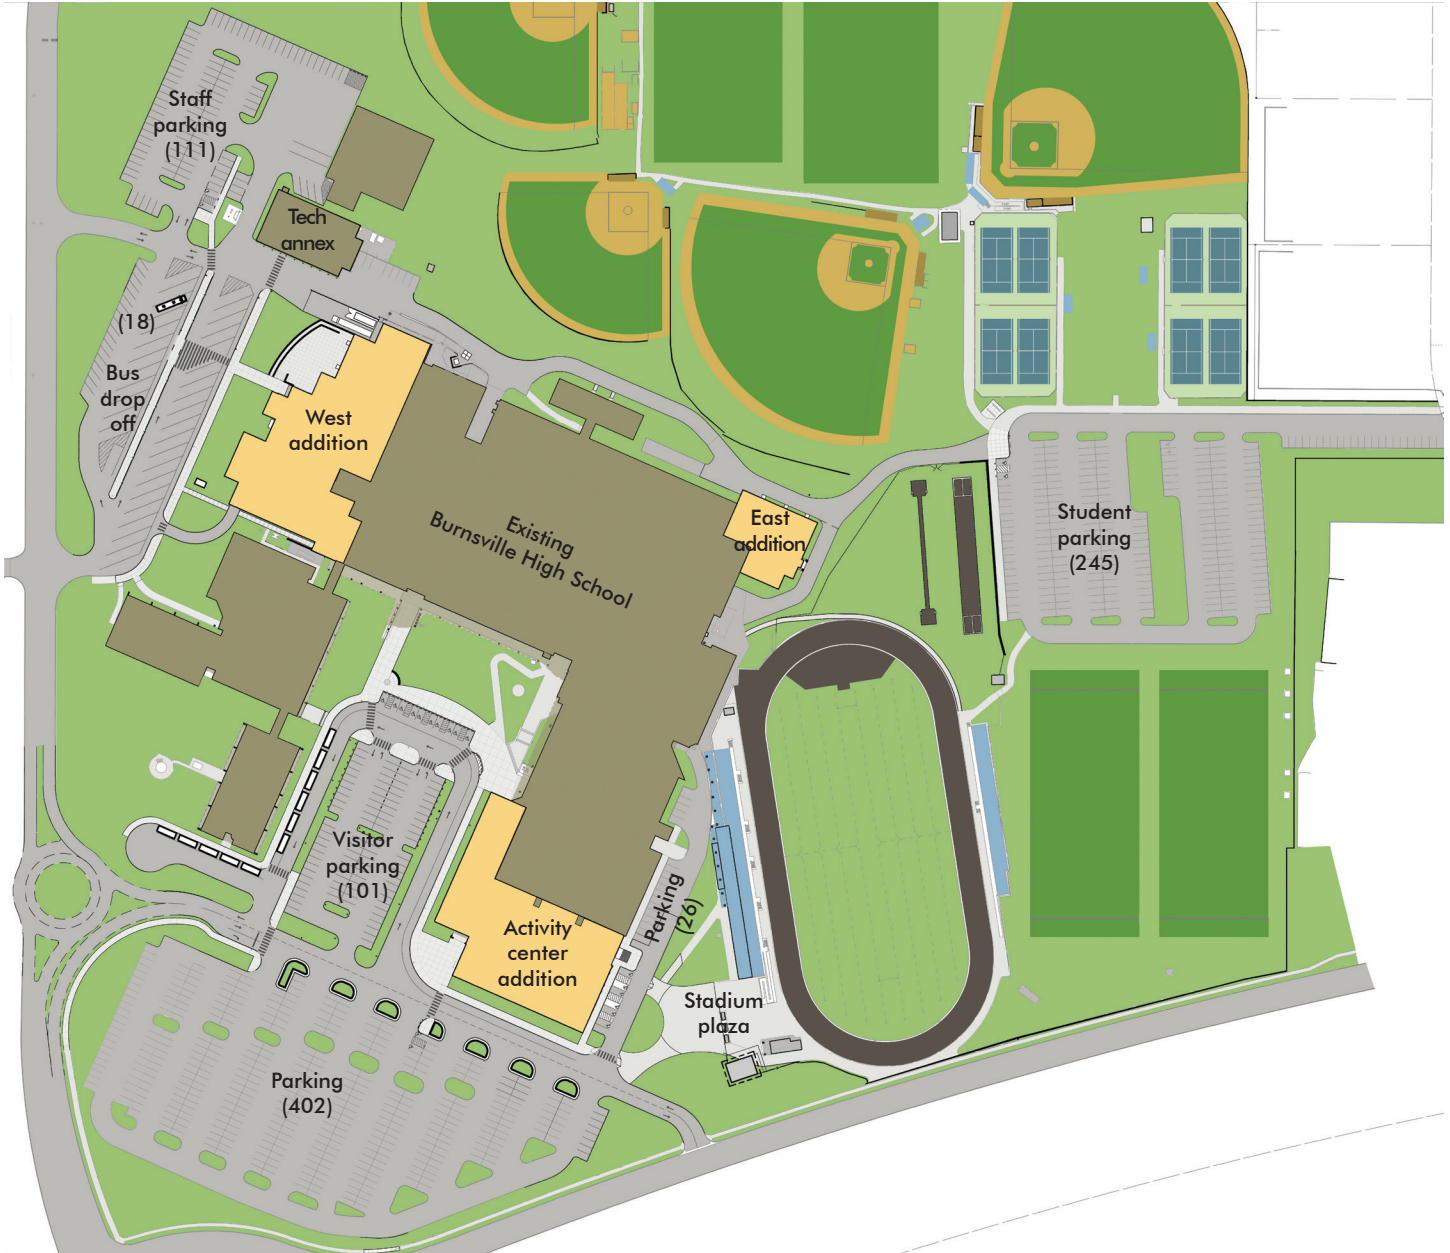 Staff
parking
(111)
Tech
annex
(18)
Bus
drop
off
West
addition
Existing
Burnsville High School
East
addition
Student
parking
(245)
Visitor
parking
(101)
Parking
(26)
Activity
center
addition
Stadium
plaza
Parking
(402)